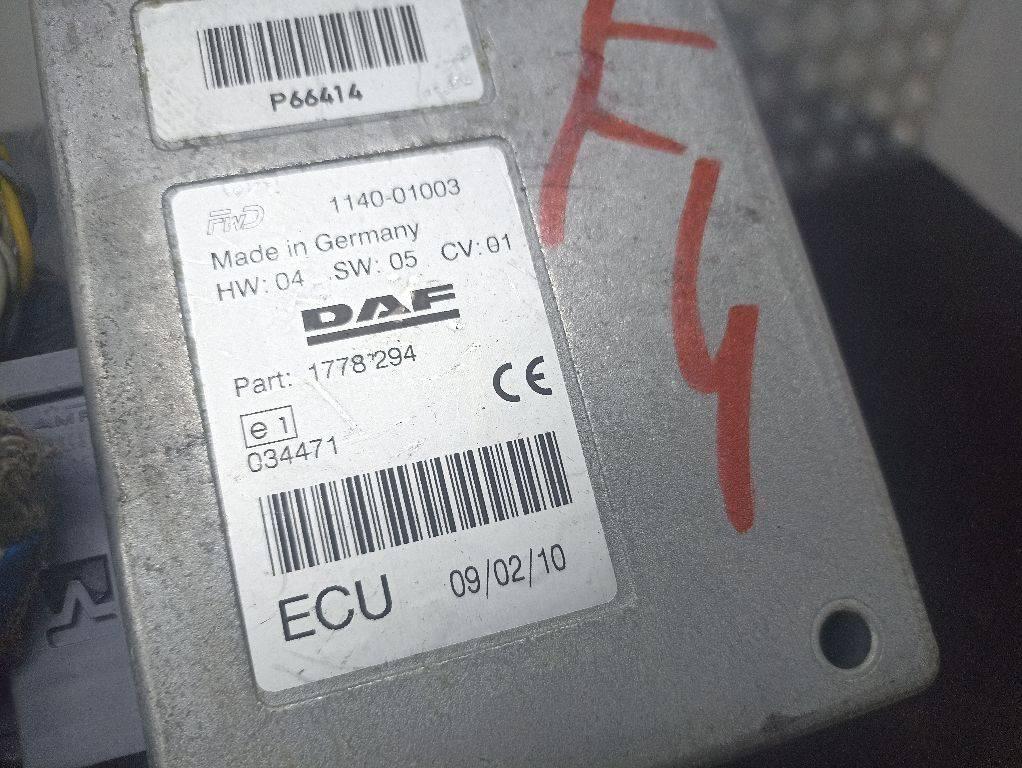 P66414
1140-01003
Made in Germany
HW: 04 SW: 05 CV: 01
DAF
Part: 1778294
CE
e 1
034471
ECU 09/02/10
F4